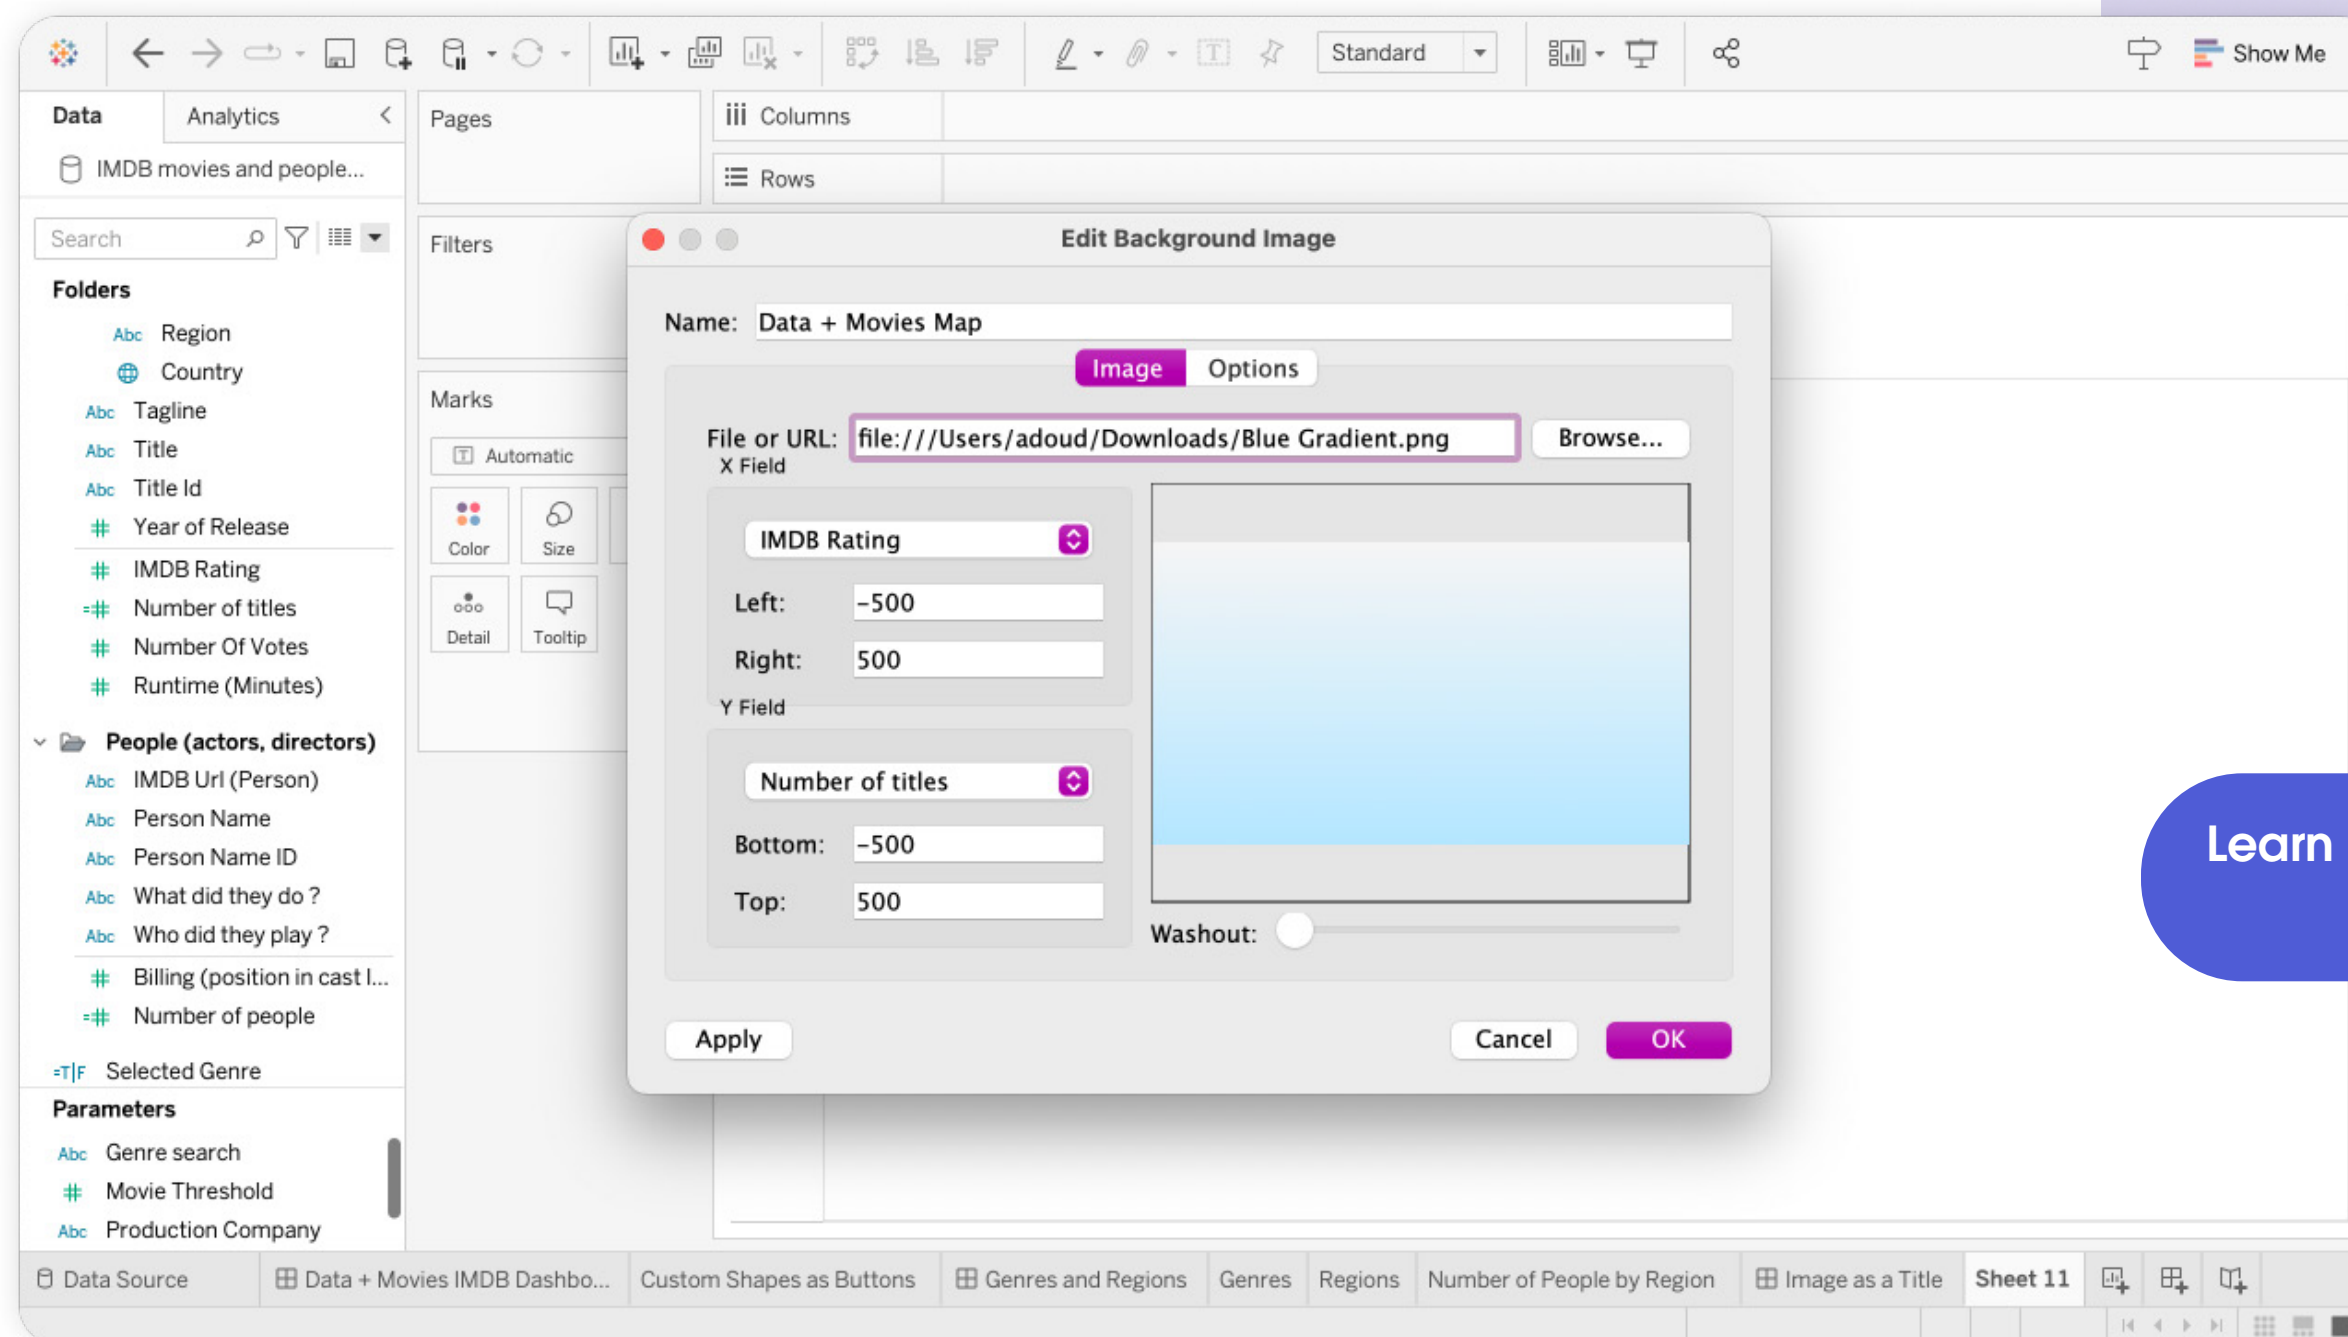 Standard
Show Me
Data
Analytics
IMDB movies and people...
Search
Folders
Abc Region
Country
Abc Tagline
Abc Title
Abc Title Id
# Year of Release
# IMDB Rating
=# Number of titles
# Number Of Votes
# Runtime (Minutes)
People (actors, directors)
Abc IMDB Url (Person)
Abc Person Name
Abc Person Name ID
Abc What did they do ?
Abc Who did they play ?
# Billing (position in cast l...
=# Number of people
=T|F Selected Genre
Parameters
Abc Genre search
# Movie Threshold
Abc Production Company
Pages
Filters
Marks
T Automatic
Color
Size
Detail
Tooltip
Columns
Rows
Edit Background Image
Name: Data + Movies Map
Image
Options
File or URL: file:///Users/adoud/Downloads/Blue Gradient.png
Browse...
X Field
IMDB Rating
Left: -500
Right: 500
Y Field
Number of titles
Bottom: -500
Top: 500
Washout:
Apply
Cancel
OK
Learn
Data Source
Data + Movies IMDB Dashbo...
Custom Shapes as Buttons
Genres and Regions
Genres
Regions
Number of People by Region
Image as a Title
Sheet 11